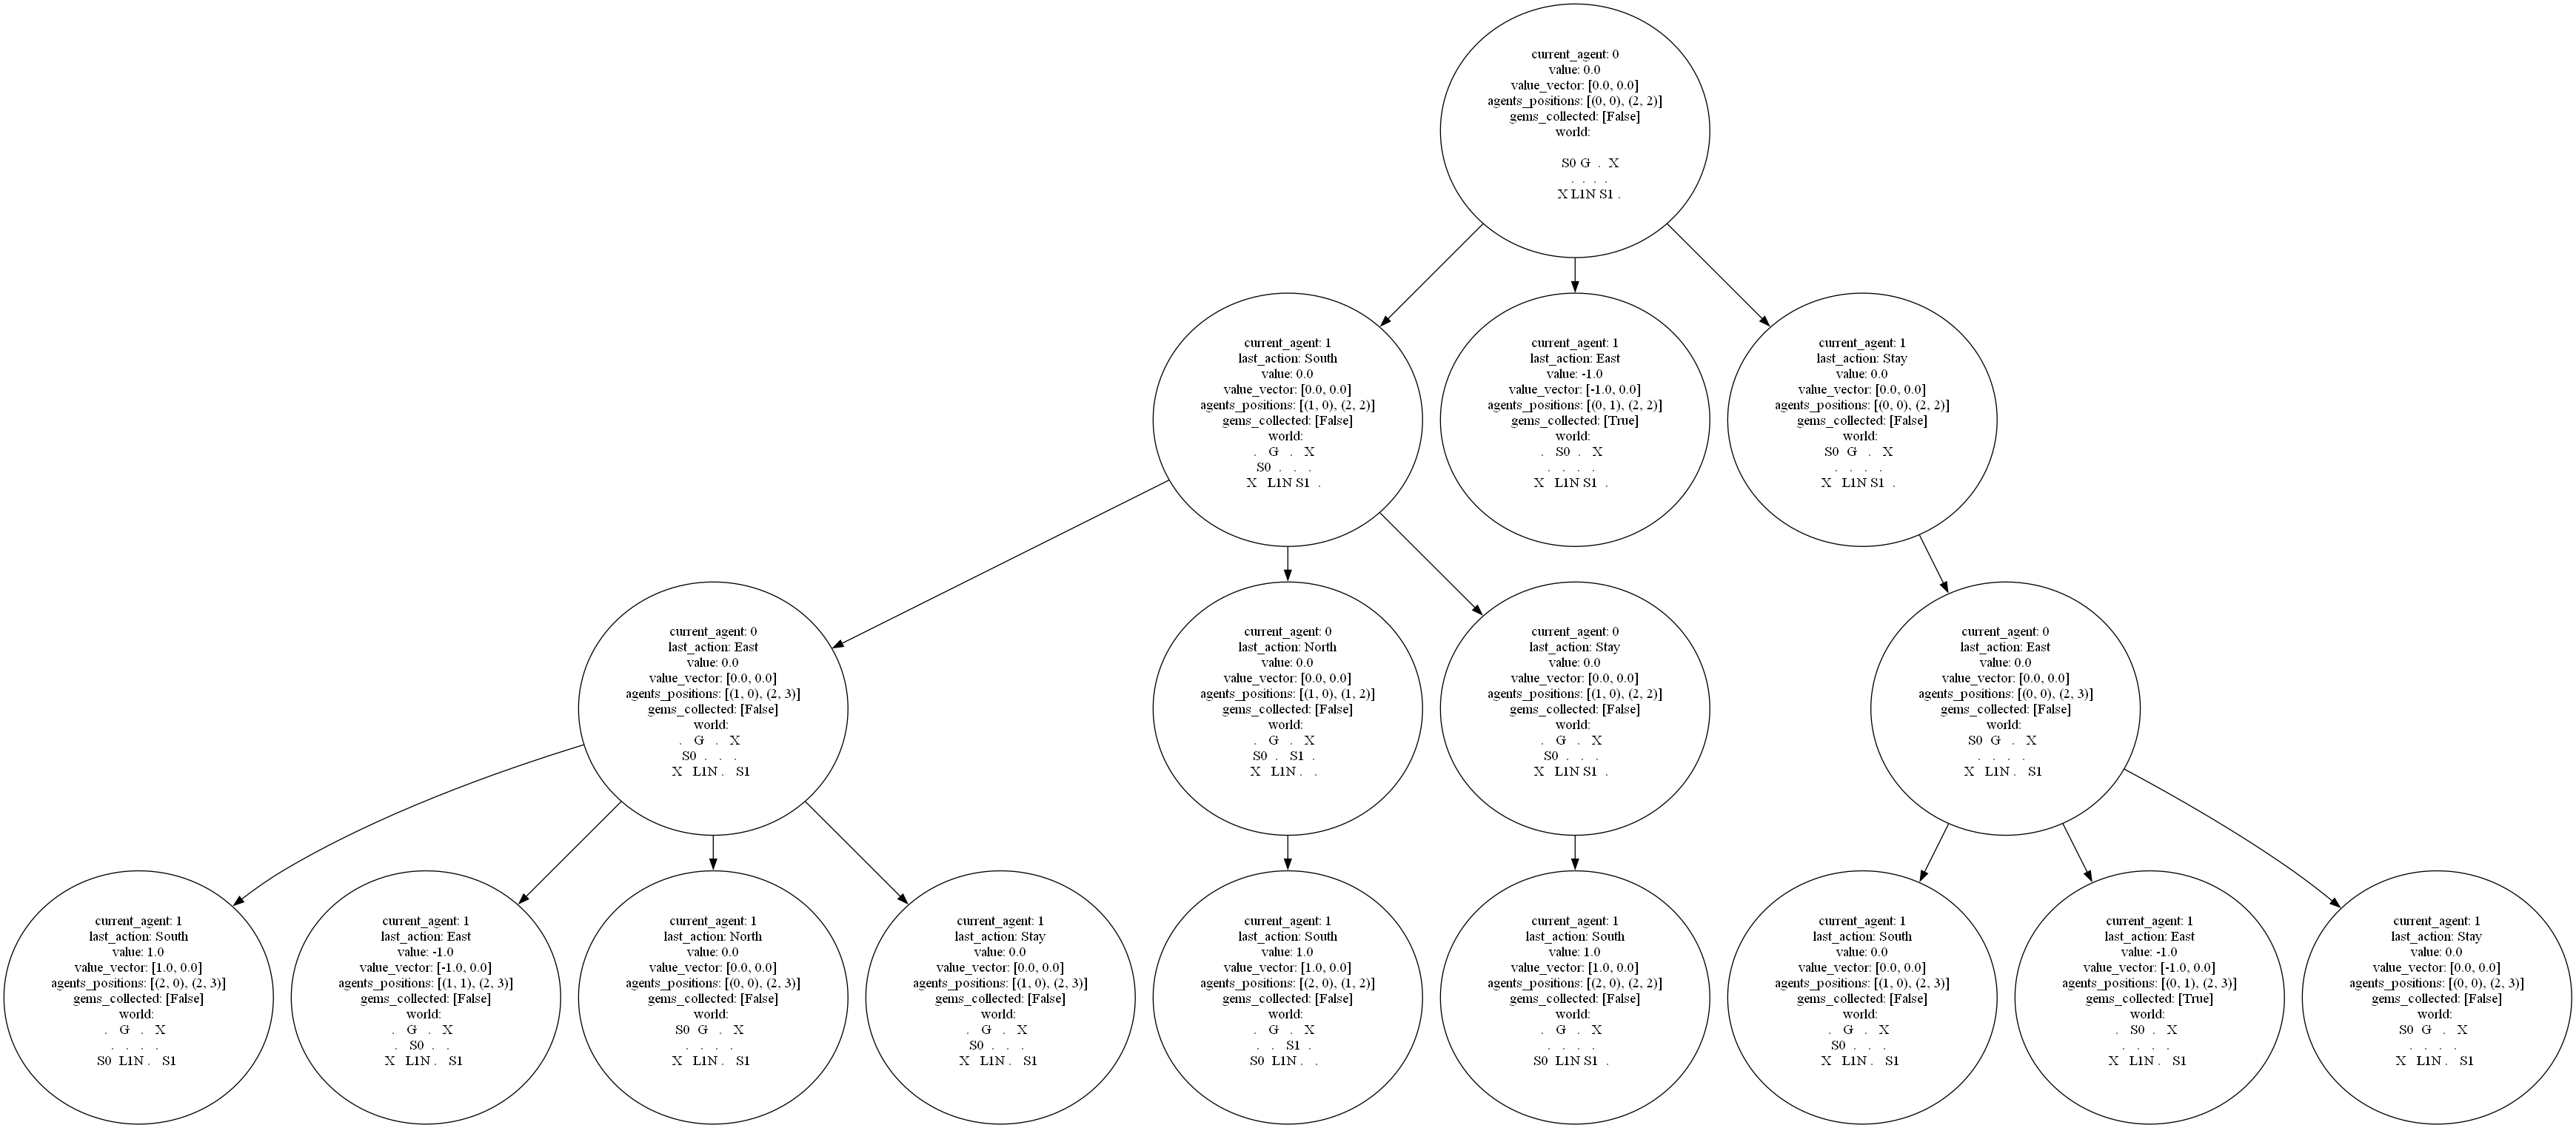 current_agent: 0
value: 0.0
value_vector: [0.0, 0.0]
agents_positions: [(0, 0), (2, 2)]
gems_collected: [False]
world:
S0 G . X
. . . .
X L1N S1 .
current_agent: 1
last_action: South
value: 0.0
value_vector: [0.0, 0.0]
agents_positions: [(1, 0), (2, 2)]
gems_collected: [False]
world:
. G . X
S0 . . .
X L1N S1 .
current_agent: 1
last_action: East
value: -1.0
value_vector: [-1.0, 0.0]
agents_positions: [(0, 1), (2, 2)]
gems_collected: [True]
world:
. S0 . X
. . . .
X L1N S1 .
current_agent: 1
last_action: Stay
value: 0.0
value_vector: [0.0, 0.0]
agents_positions: [(0, 0), (2, 2)]
gems_collected: [False]
world:
S0 G . X
. . . .
X L1N S1 .
current_agent: 0
last_action: East
value: 0.0
value_vector: [0.0, 0.0]
agents_positions: [(1, 0), (2, 3)]
gems_collected: [False]
world:
. G . X
S0 . . .
X L1N . S1
current_agent: 0
last_action: North
value: 0.0
value_vector: [0.0, 0.0]
agents_positions: [(1, 0), (1, 2)]
gems_collected: [False]
world:
. G . X
S0 . S1 .
X L1N . .
current_agent: 0
last_action: Stay
value: 0.0
value_vector: [0.0, 0.0]
agents_positions: [(1, 0), (2, 2)]
gems_collected: [False]
world:
. G . X
S0 . . .
X L1N S1 .
current_agent: 0
last_action: East
value: 0.0
value_vector: [0.0, 0.0]
agents_positions: [(0, 0), (2, 3)]
gems_collected: [False]
world:
S0 G . X
. . . .
X L1N . S1
current_agent: 1
last_action: South
value: 1.0
value_vector: [1.0, 0.0]
agents_positions: [(2, 0), (2, 3)]
gems_collected: [False]
world:
. G . X
. . . .
S0 L1N . S1
current_agent: 1
last_action: East
value: -1.0
value_vector: [-1.0, 0.0]
agents_positions: [(1, 1), (2, 3)]
gems_collected: [False]
world:
. G . X
. S0 . .
X L1N . S1
current_agent: 1
last_action: North
value: 0.0
value_vector: [0.0, 0.0]
agents_positions: [(0, 0), (2, 3)]
gems_collected: [False]
world:
S0 G . X
. . . .
X L1N . S1
current_agent: 1
last_action: Stay
value: 0.0
value_vector: [0.0, 0.0]
agents_positions: [(1, 0), (2, 3)]
gems_collected: [False]
world:
. G . X
S0 . . .
X L1N . S1
current_agent: 1
last_action: South
value: 1.0
value_vector: [1.0, 0.0]
agents_positions: [(2, 0), (1, 2)]
gems_collected: [False]
world:
. G . X
. . S1 .
S0 L1N . .
current_agent: 1
last_action: South
value: 1.0
value_vector: [1.0, 0.0]
agents_positions: [(2, 0), (2, 2)]
gems_collected: [False]
world:
. G . X
. . . .
S0 L1N S1 .
current_agent: 1
last_action: South
value: 0.0
value_vector: [0.0, 0.0]
agents_positions: [(1, 0), (2, 3)]
gems_collected: [False]
world:
. G . X
S0 . . .
X L1N . S1
current_agent: 1
last_action: East
value: -1.0
value_vector: [-1.0, 0.0]
agents_positions: [(0, 1), (2, 3)]
gems_collected: [True]
world:
. S0 . X
. . . .
X L1N . S1
current_agent: 1
last_action: Stay
value: 0.0
value_vector: [0.0, 0.0]
agents_positions: [(0, 0), (2, 3)]
gems_collected: [False]
world:
S0 G . X
. . . .
X L1N . S1